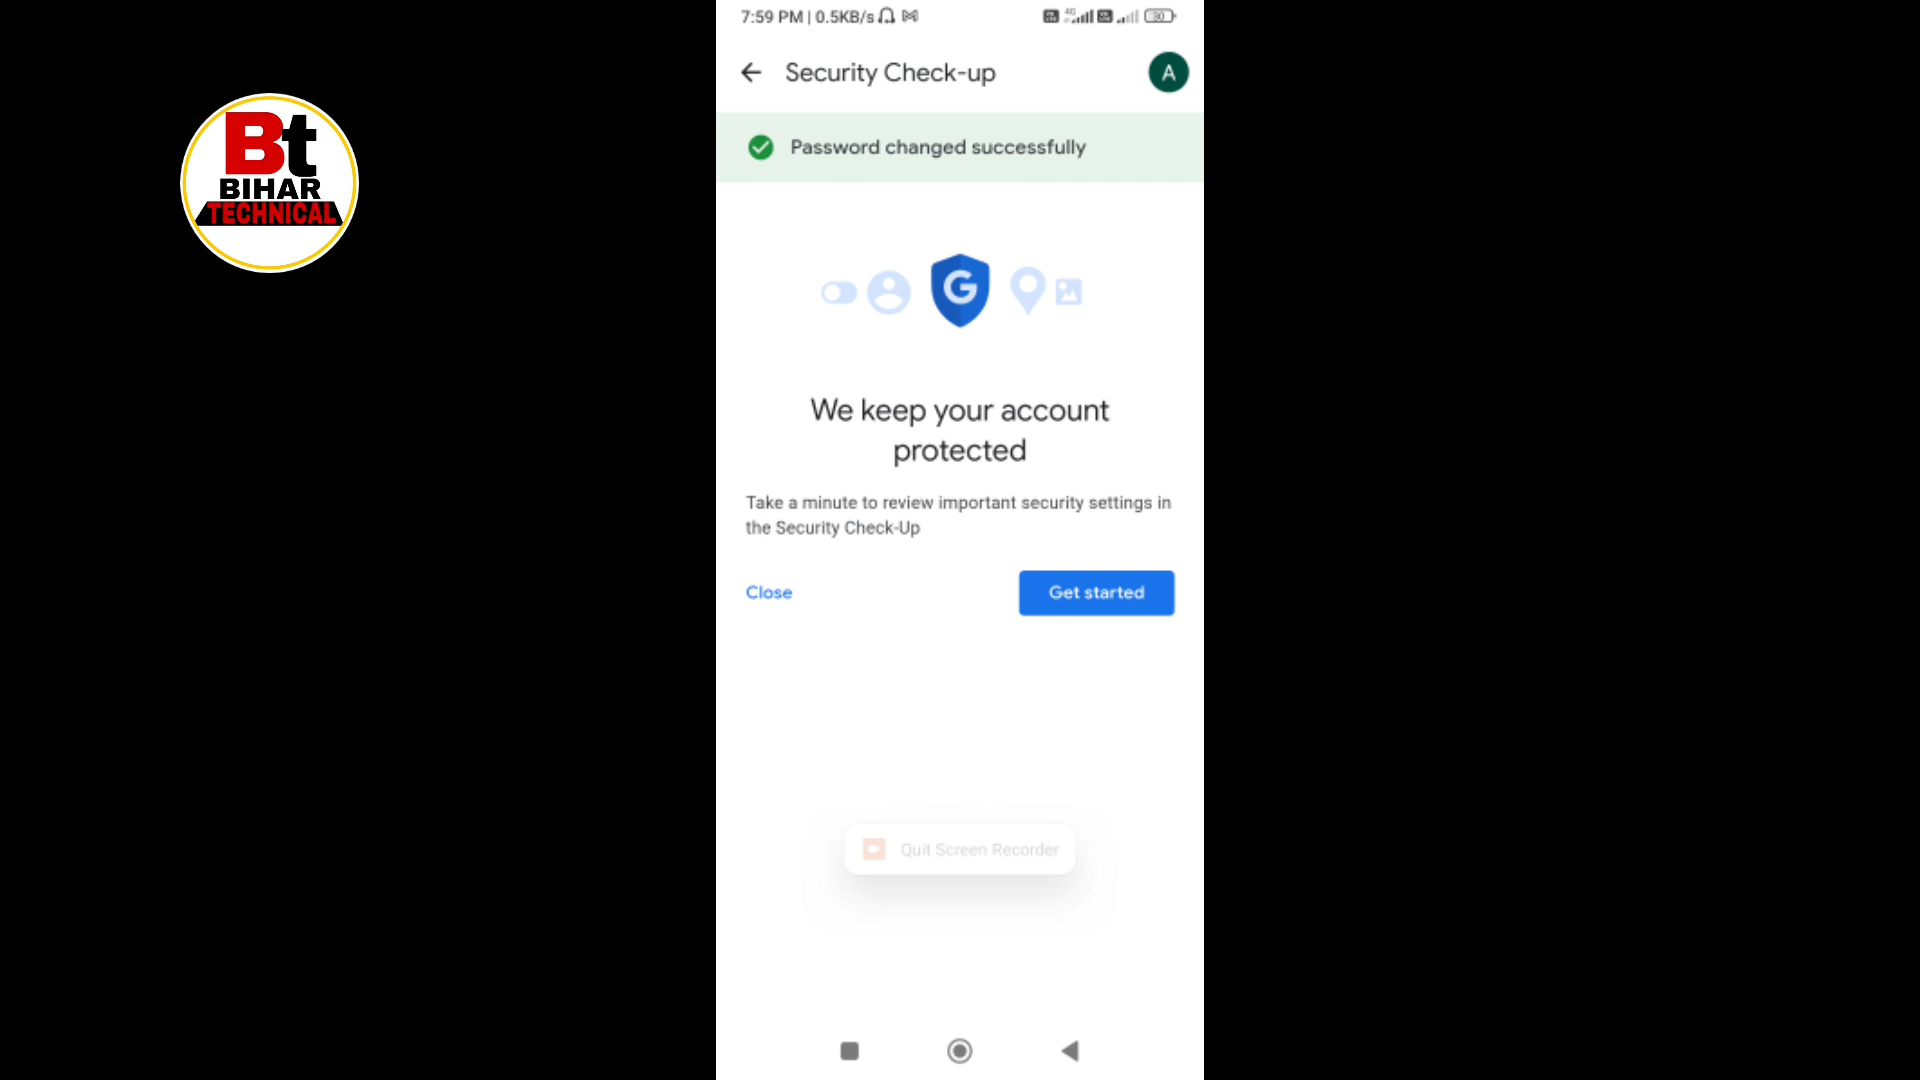 7:59 PM | 0.5KB/s
30
Security Check-up
A
Bt
BIHAR
TECHNICAL
Password changed successfully
G
We keep your account
protected
Take a minute to review important security settings in
the Security Check-Up
Close
Get started
Quit Screen Recorder